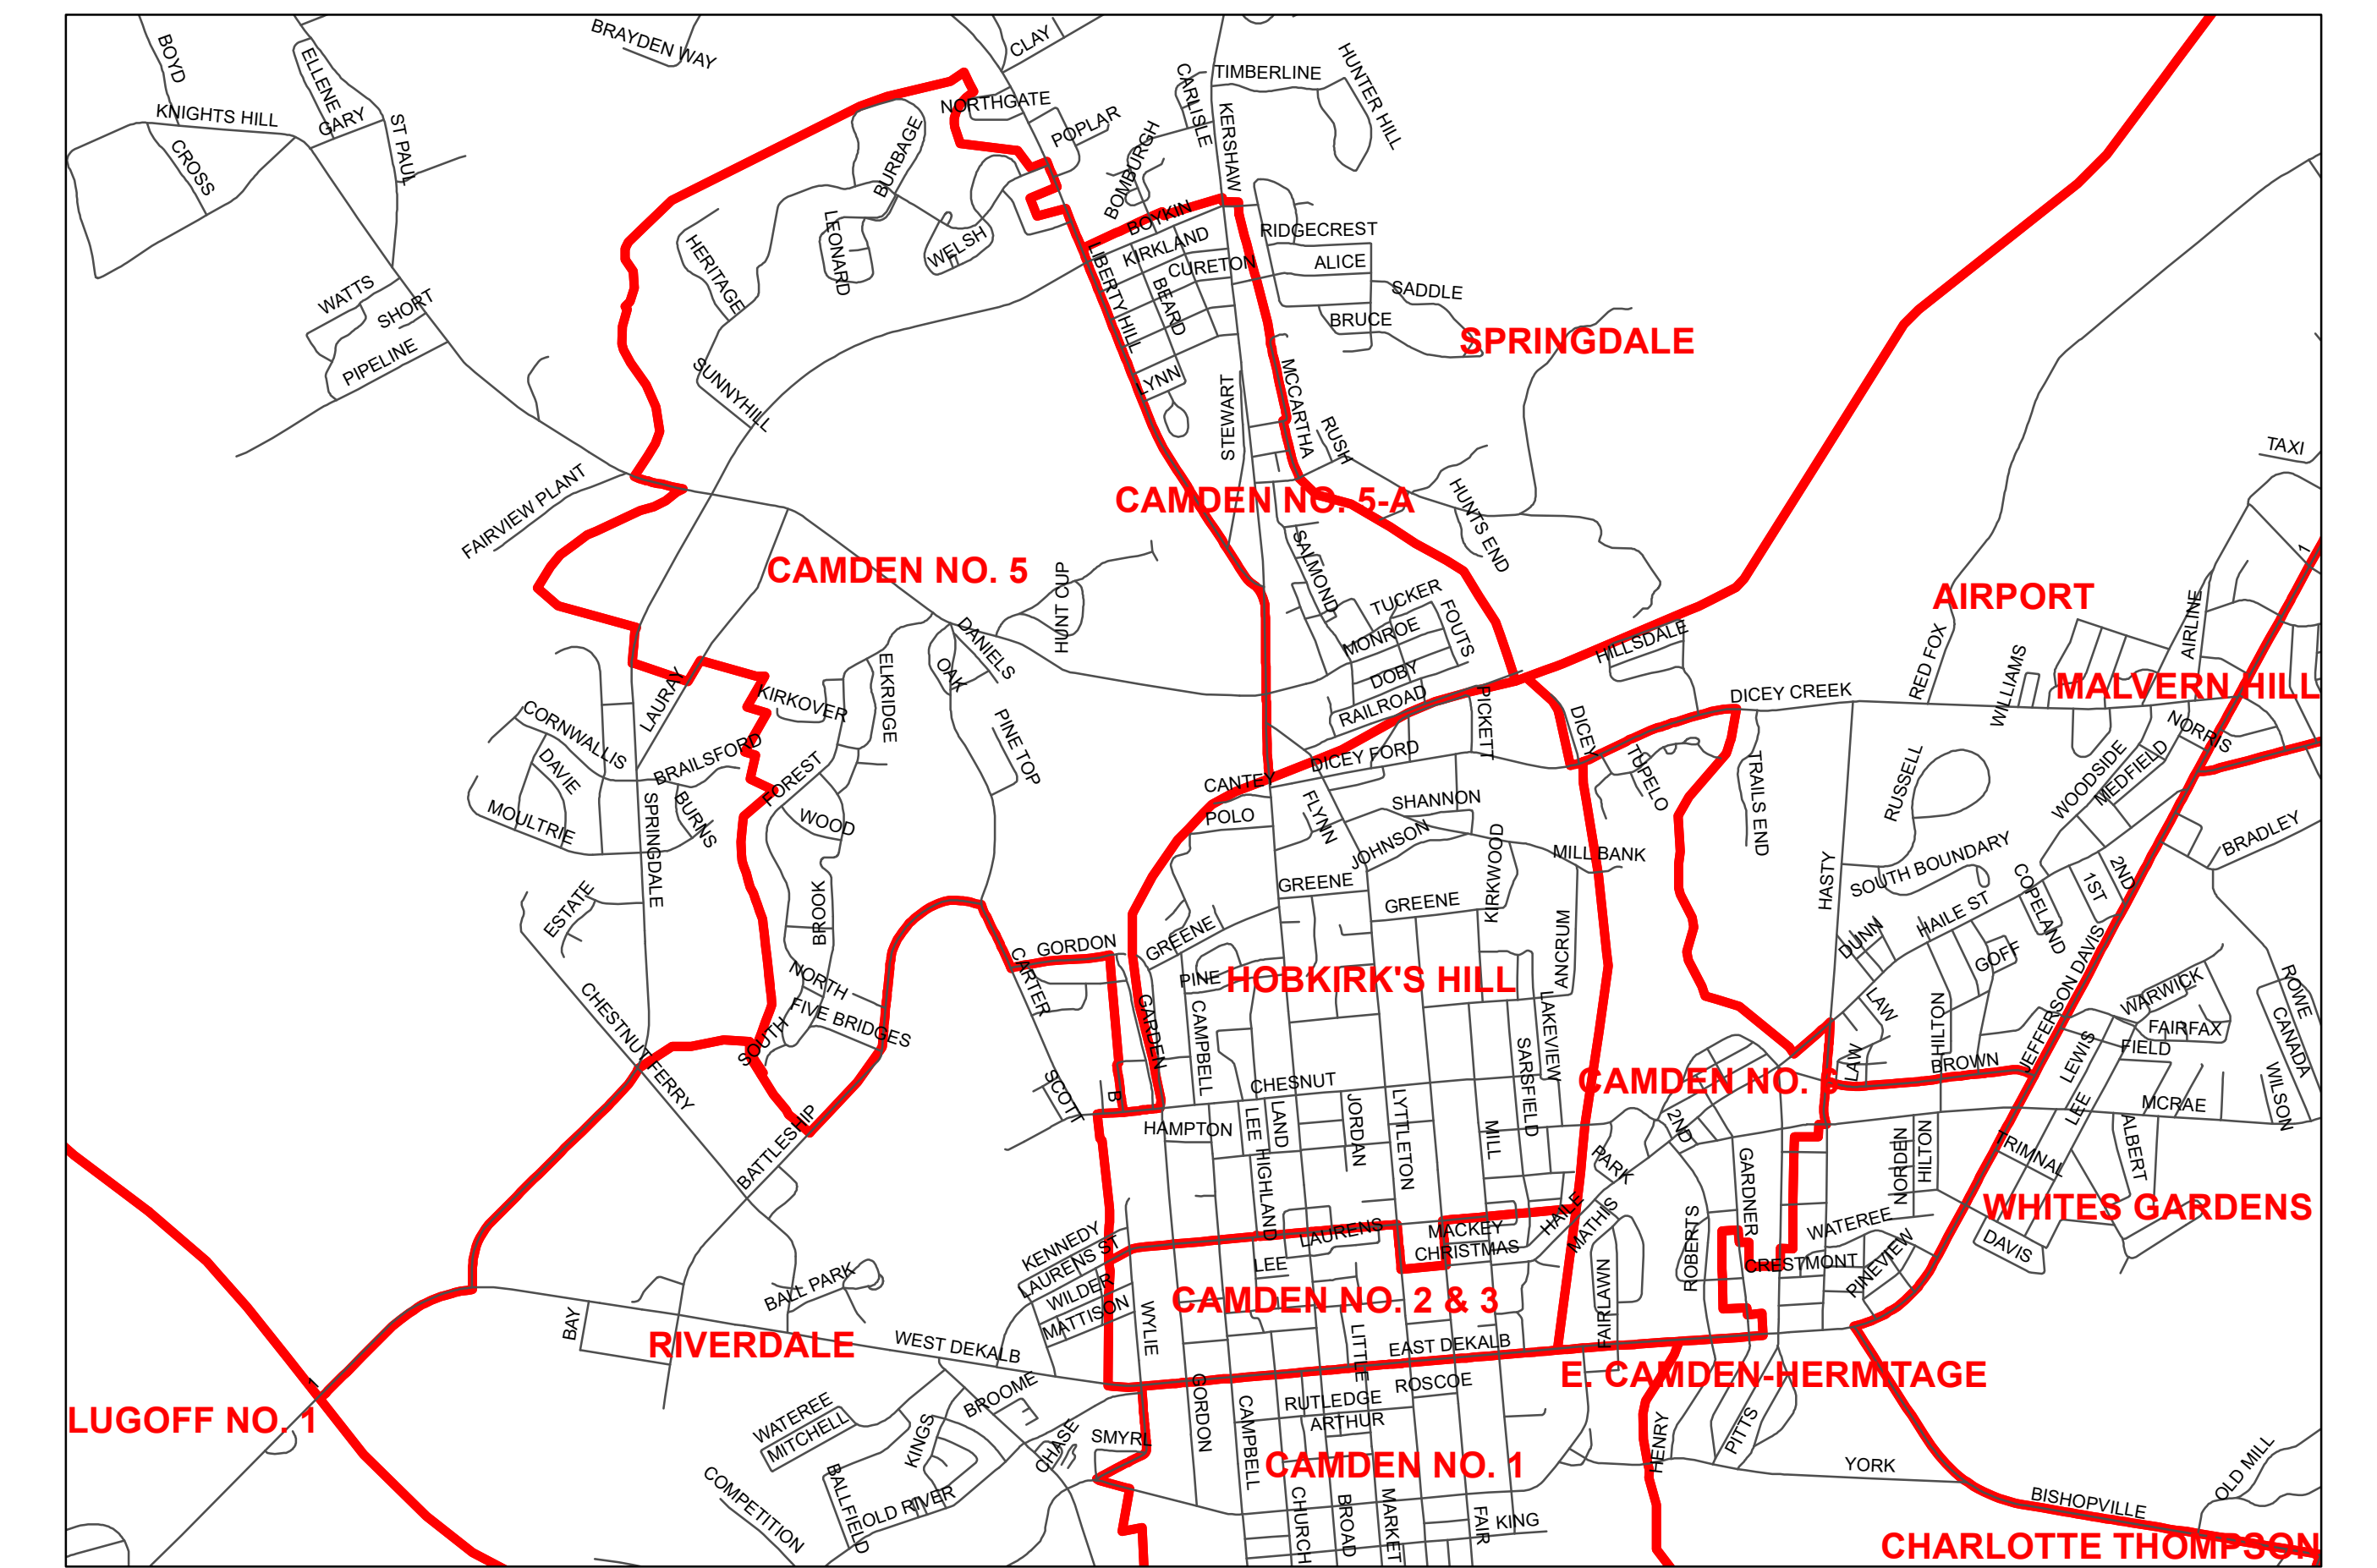 BOYD
ELLENE
BRAYDEN WAY
CLAY
CARLISLE
TIMBERLINE
HUNTER HILL
KNIGHTS HILL
GARY
ST PAUL
NORTHGATE
POPLAR
KERSHAW
CROSS
BURBAGE
BOMBURGH
BOYKIN
LEONARD
WELSH
HERITAGE
KIRKLAND
RIDGECREST
CURETON
ALICE
LIBERTY HILL
BEARD
SADDLE
WATTS
SHORT
BRUCE
PIPELINE
SPRINGDALE
SUNNYHILL
LYNN
STEWART
MCCARTHA
RUSH
TAXI
FAIRVIEW PLANT
CAMDEN NO. 5-A
HUNTS END
1
CAMDEN NO. 5
SALMOND
HUNT CUP
TUCKER
FOUTS
MONROE
AIRPORT
AIRLINE
DANIELS
OAK
HILLSDALE
RED FOX
WILLIAMS
DOBY
ELKRIDGE
LAURAY
KIRKOVER
RAILROAD
PICKETT
DICEY CREEK
MALVERN HILL
CORNWALLIS
PINE TOP
DICEY
NORRIS
DAVIE
BRAILSFORD
DICEY FORD
TUPELO
TRAILS END
RUSSELL
WOODSIDE
MEDFIELD
FOREST
CANTEY
MOULTRIE
SPRINGDALE
BURNS
WOOD
POLO
FLYNN
SHANNON
JOHNSON
KIRKWOOD
MILL BANK
BRADLEY
HASTY
SOUTH BOUNDARY
COPELAND
1ST
2ND
GREENE
GREENE
ESTATE
BROOK
GREENE
ANCRUM
DUNN
HAILE ST
GOFF
JEFFERSON DAVIS
GORDON
CARTER
NORTH
PINE
HOBKIRK'S HILL
CHESTNUT FERRY
FIVE BRIDGES
SOUTH
GARDEN
CAMPBELL
LAKEVIEW
LAW
HILTON
WARWICK
ROWE
CANADA
FAIRFAX
FIELD
LEWIS
SARSFIELD
LAW
BROWN
SCOTT
B
CHESNUT
CAMDEN NO.
WILSON
LEE
MCRAE
BATTLESHIP
HAMPTON
LEE
LAND
JORDAN
LYTTLETON
MILL
2ND
GARDNER
NORDEN
HILTON
TRIMNAL
ALBERT
HIGHLAND
PARK
WHITES GARDENS
KENNEDY
LAURENS ST
LAURENS
MACKEY
CHRISTMAS
HAILE
MATHIS
ROBERTS
WATEREE
DAVIS
WILDER
MATTISON
LEE
CRESTMONT
PINEVIEW
BALL PARK
WYLIE
CAMDEN NO. 2 & 3
FAIRLAWN
BAY
RIVERDALE
WEST DEKALB
LITTLE
EAST DEKALB
E. CAMDEN-HERMITAGE
1
LUGOFF NO. 1
WATEREE
MITCHELL
BROOME
KINGS
CHASE
SMYRL
GORDON
CAMPBELL
RUTLEDGE
ROSCOE
ARTHUR
HENRY
PITTS
CAMDEN NO. 1
YORK
OLD MILL
COMPETITION
BALLFIELD
OLD RIVER
CHURCH
BROAD
MARKET
FAIR
KING
BISHOPVILLE
CHARLOTTE THOMPSON